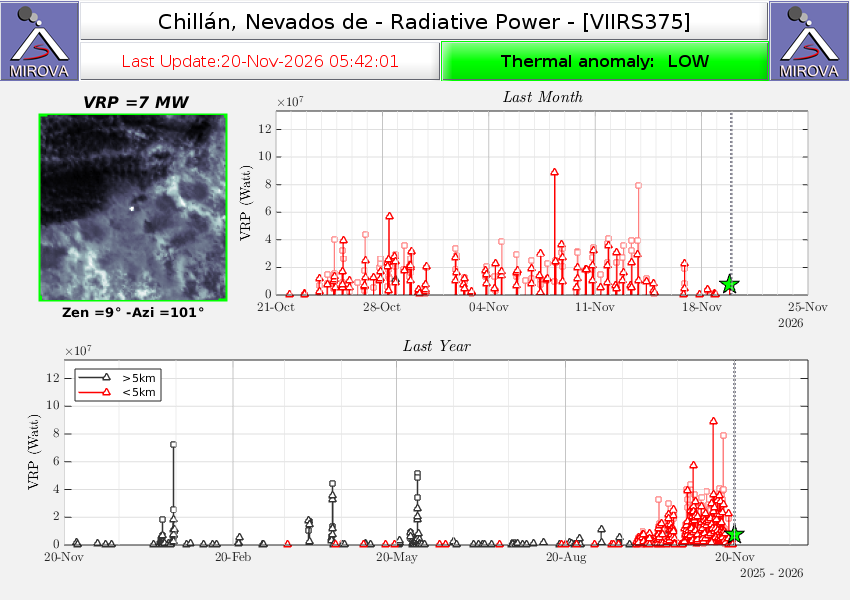 Chillán, Nevados de - Radiative Power - [VIIRS375]
MIROVA
Last Update:20-Nov-2026 05:42:01
Thermal anomaly: LOW
MIROVA
VRP =7 MW
Zen =9° -Azi =101°
Last Month
×10⁷
VRP (Watt)
12
10
8
6
4
2
0
21-Oct
28-Oct
04-Nov
11-Nov
18-Nov
25-Nov
2026
Last Year
×10⁷
VRP (Watt)
12
10
8
6
4
2
0
>5km
<5km
20-Nov
20-Feb
20-May
20-Aug
20-Nov
2025 - 2026